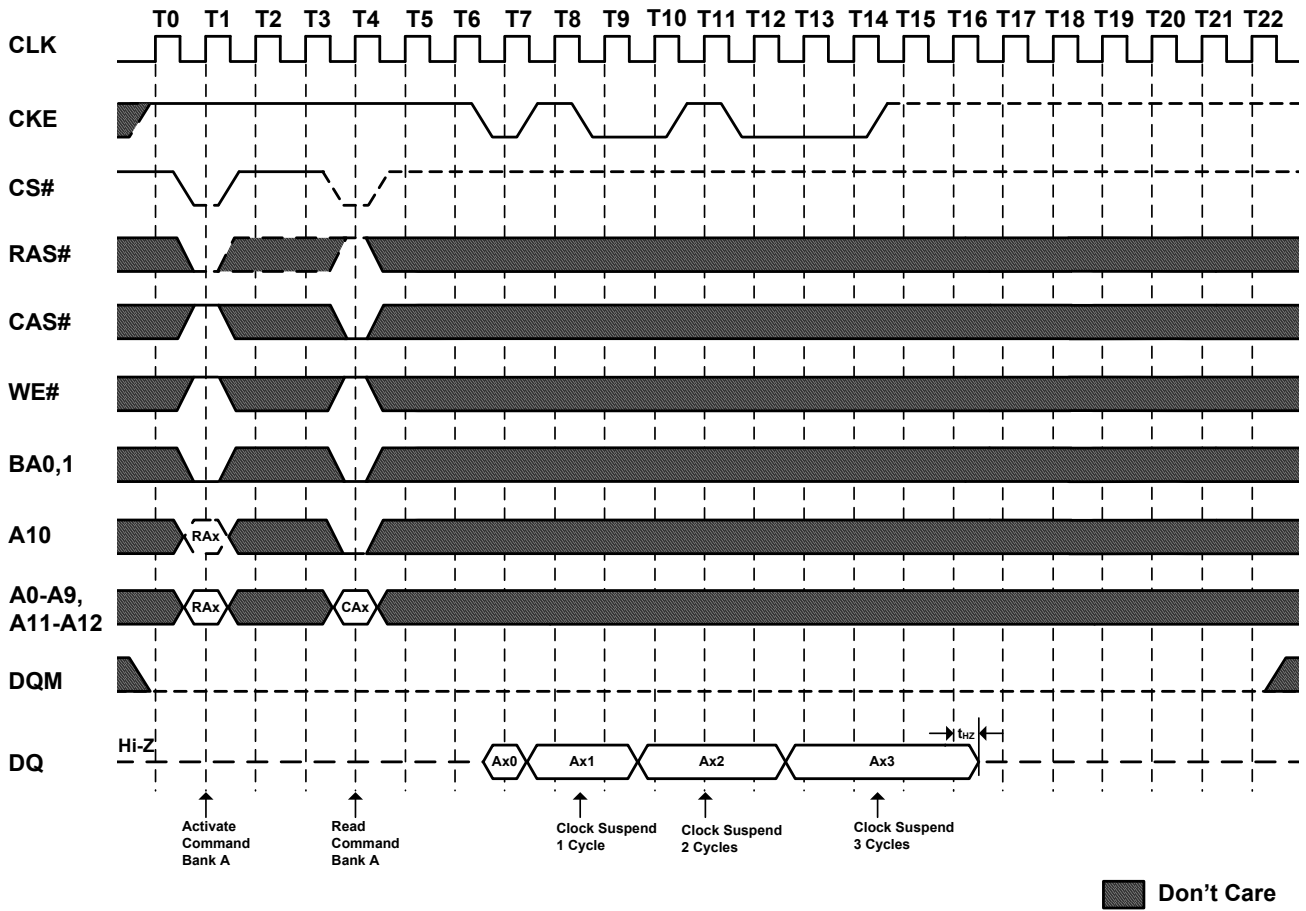 T0 T1 T2 T3 T4 T5 T6 T7 T8 T9 T10 T11 T12 T13 T14 T15 T16 T17 T18 T19 T20 T21 T22
CLK
CKE
CS#
RAS#
CAS#
WE#
BA0,1
A10
RAx
A0-A9,
A11-A12
RAx
CAx
DQM
DQ
Hi-Z
Ax0
Ax1
Ax2
Ax3
tHZ
Activate
Command
Bank A
Read
Command
Bank A
Clock Suspend
1 Cycle
Clock Suspend
2 Cycles
Clock Suspend
3 Cycles
Don't Care